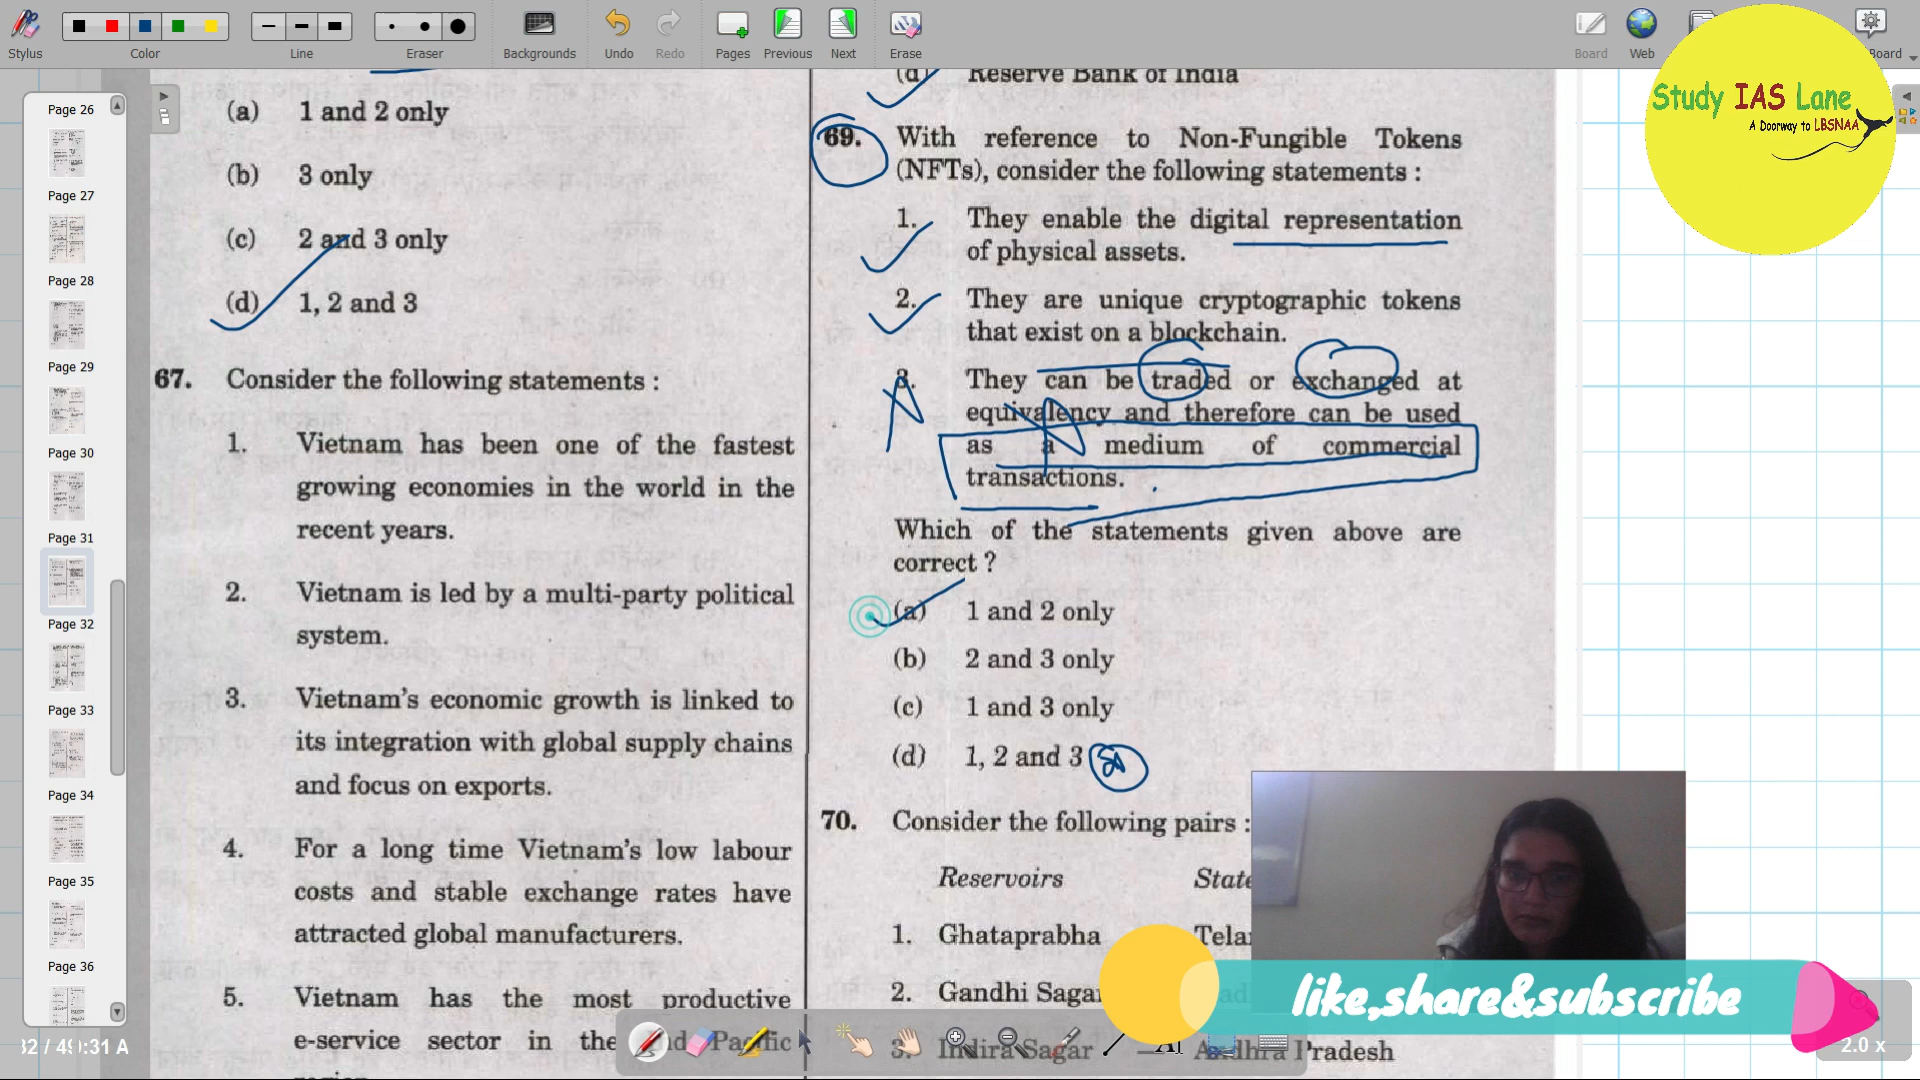 Stylus
Color
Line
Eraser
Backgrounds
Undo
Redo
Pages
Previous
Next
Erase
Board
Web
Board
Study IAS Lane
A Doorway to LBSNAA
Page 26
Page 27
Page 28
Page 29
Page 30
Page 31
Page 32
Page 33
Page 34
Page 35
Page 36
(a) 1 and 2 only
(b) 3 only
(c) 2 and 3 only
(d) 1, 2 and 3
67. Consider the following statements :
1. Vietnam has been one of the fastest
growing economies in the world in the
recent years.
2. Vietnam is led by a multi-party political
system.
3. Vietnam's economic growth is linked to
its integration with global supply chains
and focus on exports.
4. For a long time Vietnam's low labour
costs and stable exchange rates have
attracted global manufacturers.
5. Vietnam has the most productive
e-service sector in the Pacific
(d) Reserve Bank of India
69. With reference to Non-Fungible Tokens
(NFTs), consider the following statements :
1. They enable the digital representation
of physical assets.
2. They are unique cryptographic tokens
that exist on a blockchain.
3. They can be traded or exchanged at
equivalency and therefore can be used
as a medium of commercial
transactions.
Which of the statements given above are
correct ?
(a) 1 and 2 only
(b) 2 and 3 only
(c) 1 and 3 only
(d) 1, 2 and 3
70. Consider the following pairs :
Reservoirs
1. Ghataprabha
2. Gandhi
3. Indira Sagar Andhra Pradesh
like,share&subscribe
2.0 x